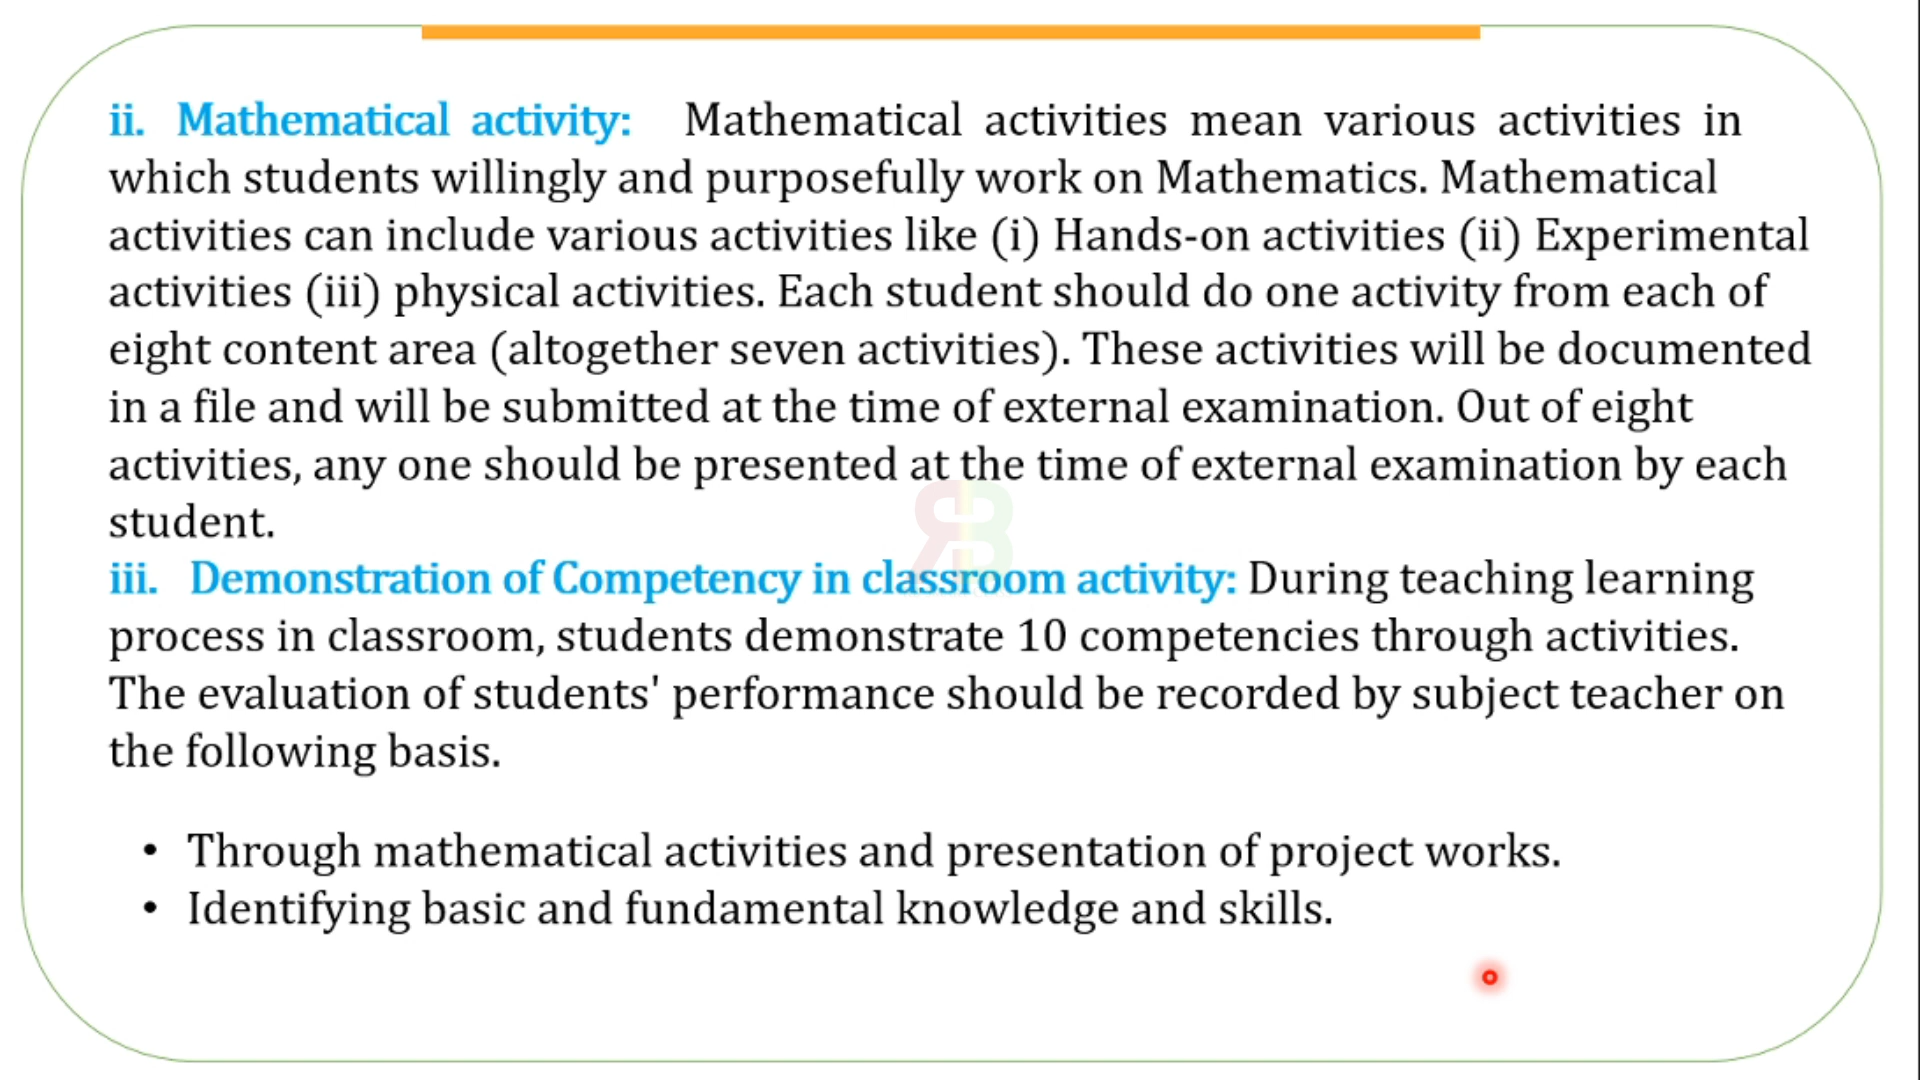 ii. Mathematical activity: Mathematical activities mean various activities in
which students willingly and purposefully work on Mathematics. Mathematical
activities can include various activities like (i) Hands-on activities (ii) Experimental
activities (iii) physical activities. Each student should do one activity from each of
eight content area (altogether seven activities). These activities will be documented
in a file and will be submitted at the time of external examination. Out of eight
activities, any one should be presented at the time of external examination by each
student.
iii. Demonstration of Competency in classroom activity: During teaching learning
process in classroom, students demonstrate 10 competencies through activities.
The evaluation of students' performance should be recorded by subject teacher on
the following basis.
• Through mathematical activities and presentation of project works.
• Identifying basic and fundamental knowledge and skills.